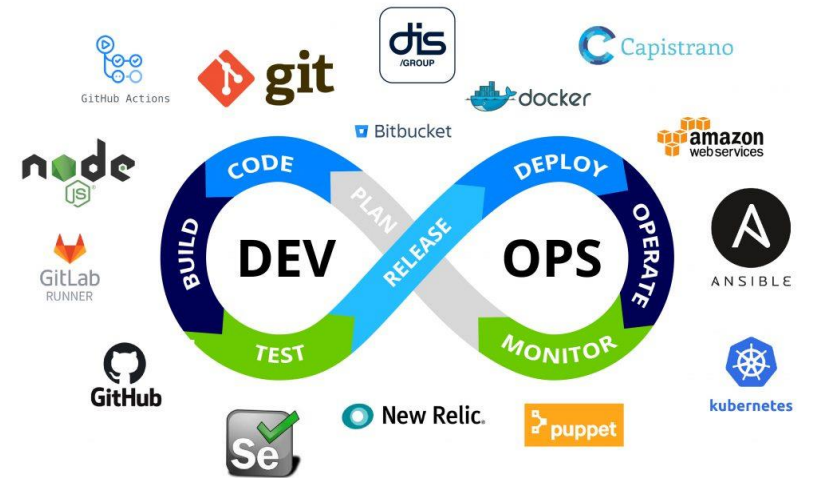 GitHub Actions
git
dis
/GROUP
Capistrano
docker
Bitbucket
amazon
web services
node
JS
CODE
PLAN
DEPLOY
BUILD
DEV
RELEASE
OPS
OPERATE
ANSIBLE
GitLab
RUNNER
TEST
MONITOR
GitHub
kubernetes
Se
New Relic.
puppet